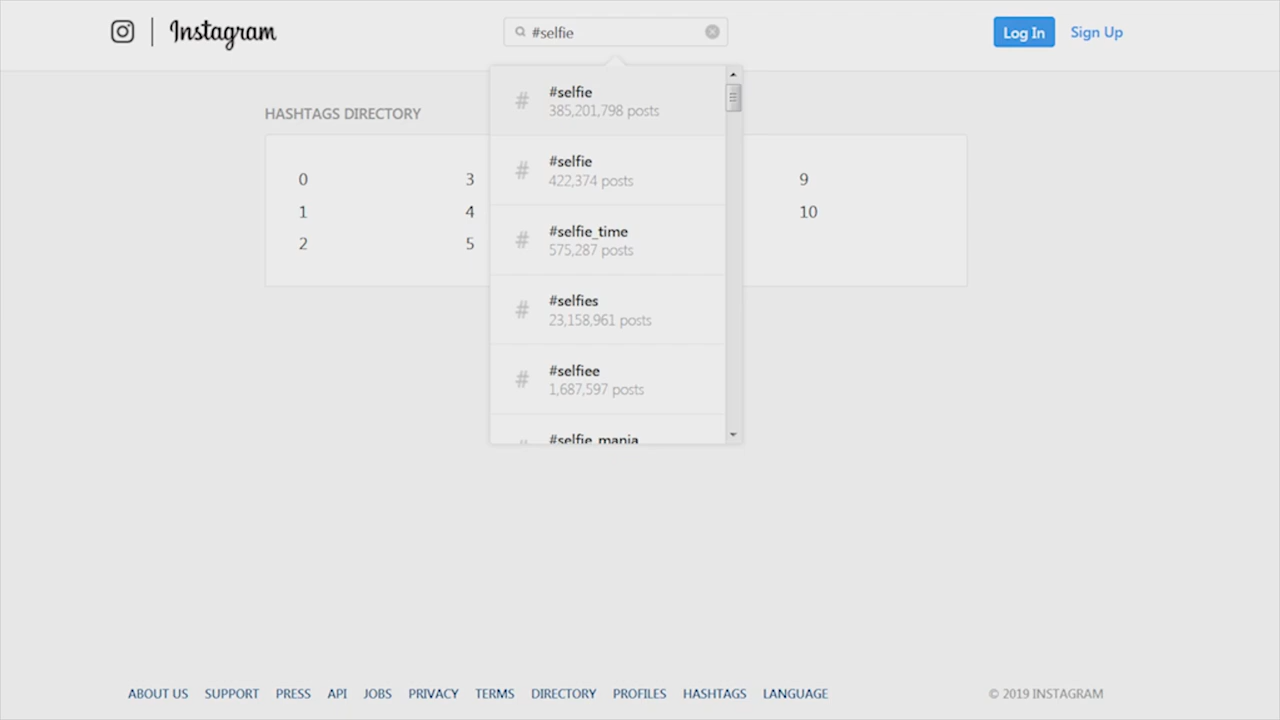 Instagram
#selfie
Log In
Sign Up
#selfie
385,201,798 posts
#selfie
422,374 posts
#selfie_time
575,287 posts
#selfies
23,158,961 posts
#selfiee
1,687,597 posts
#selfie_mania
HASHTAGS DIRECTORY
0 3 9
1 4 10
2 5
ABOUT US SUPPORT PRESS API JOBS PRIVACY TERMS DIRECTORY PROFILES HASHTAGS LANGUAGE © 2019 INSTAGRAM